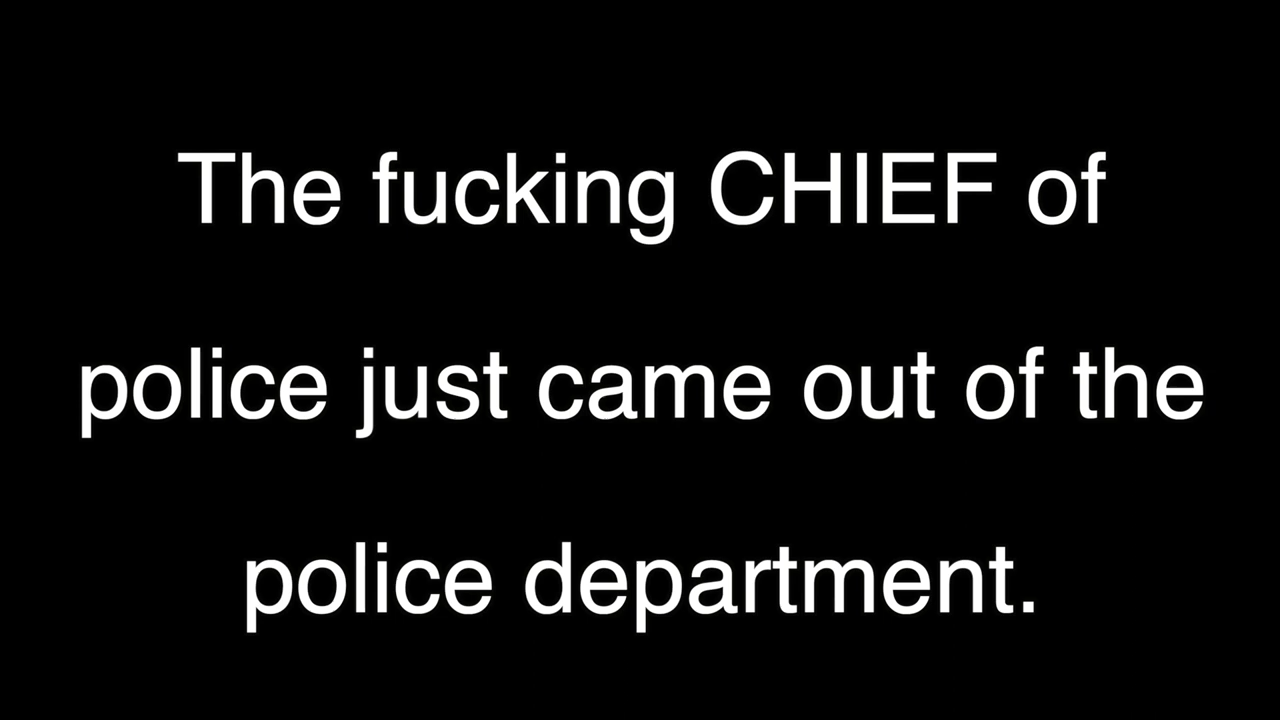 The fucking CHIEF of
police just came out of the
police department.